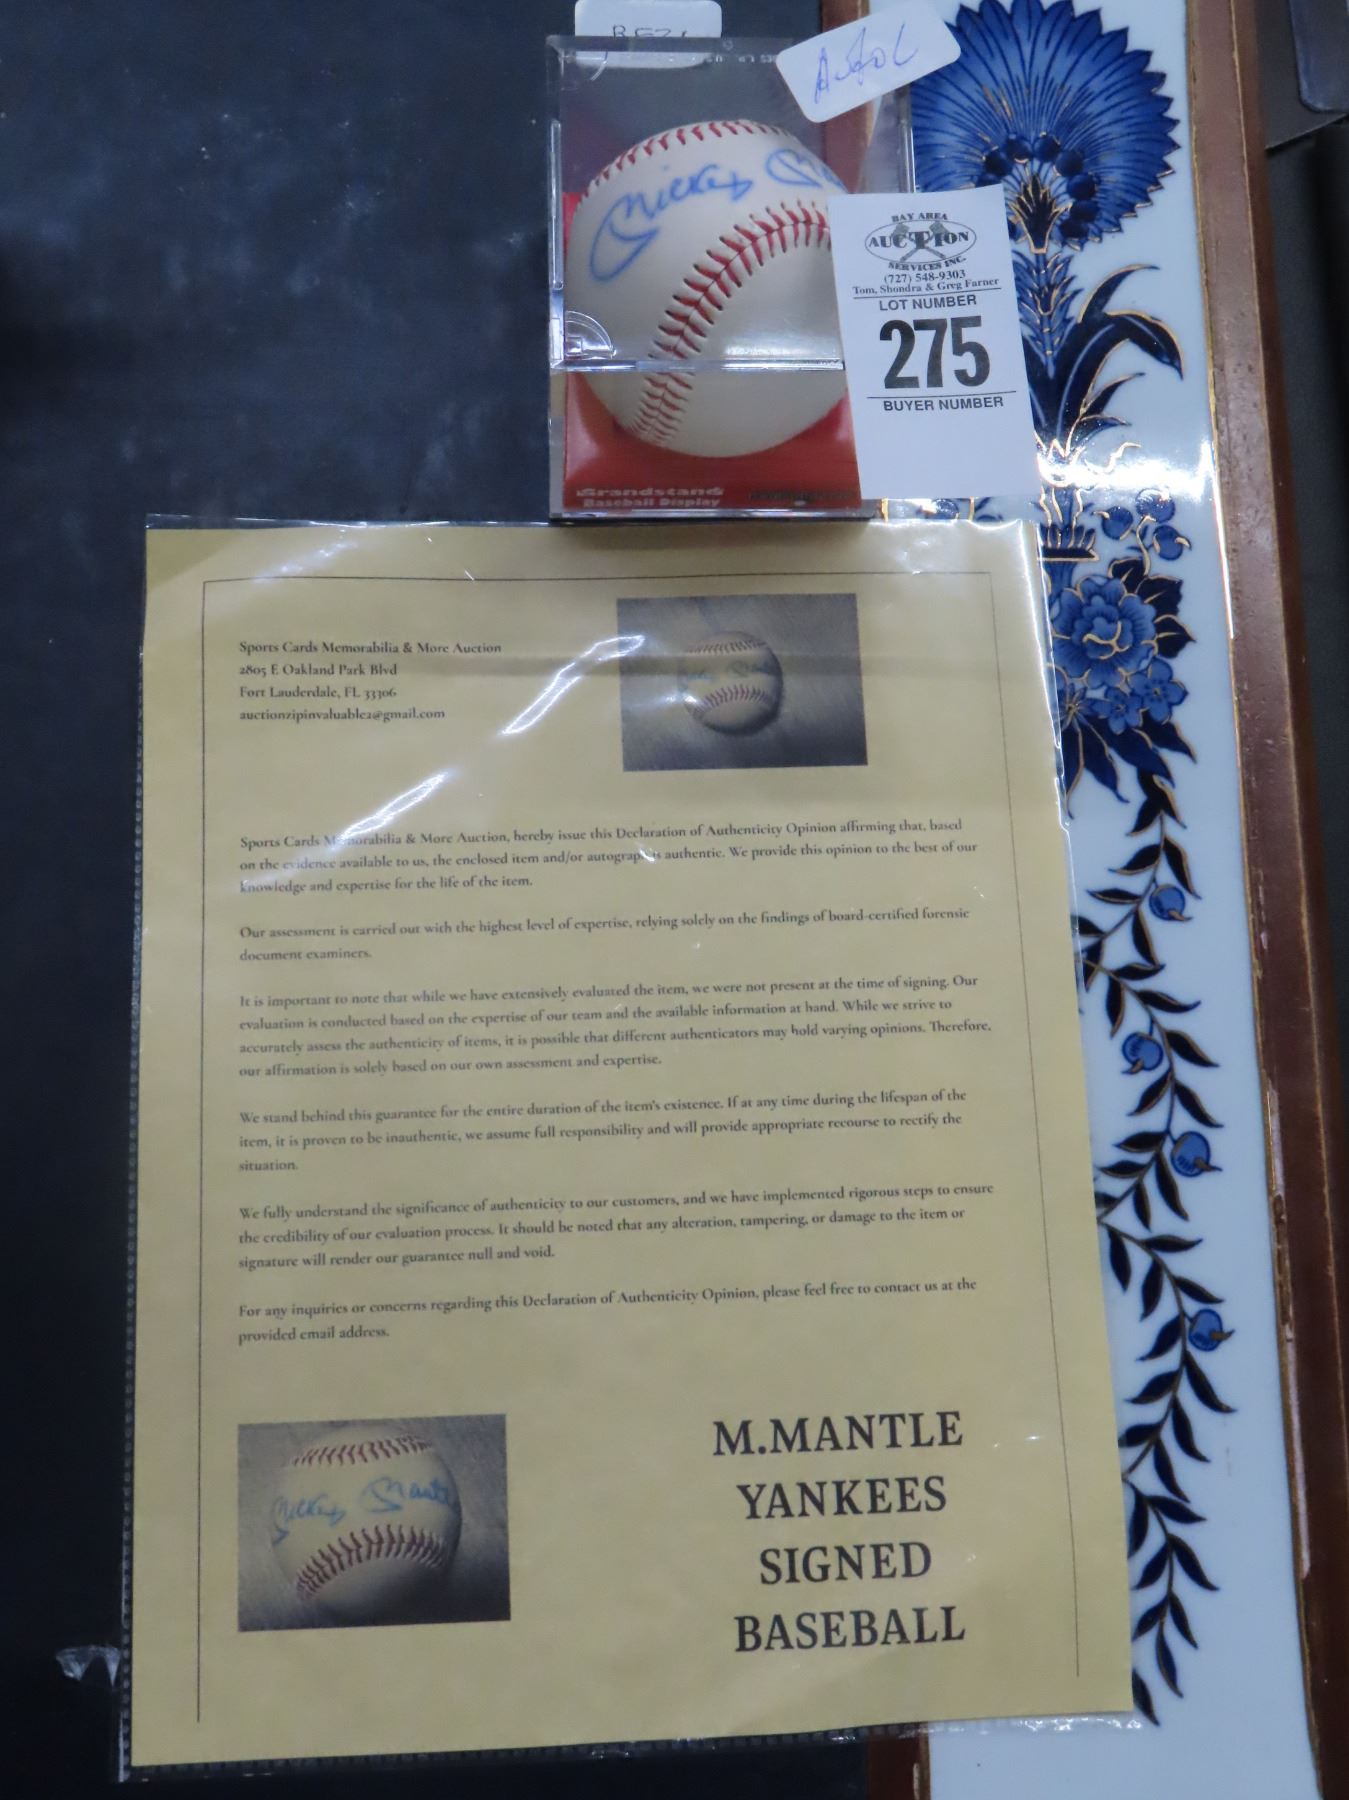 BAY AREA
AUCTION
SERVICES INC.
(727) 548-9303
Tom, Shondra & Greg Farner
LOT NUMBER
275
BUYER NUMBER
Mickey
Grandstand
Baseball Display
Sports Cards Memorabilia & More Auction
2805 E Oakland Park Blvd
Fort Lauderdale, FL 33306
auctionzipinvaluable2@gmail.com
Sports Cards Memorabilia & More Auction, hereby issue this Declaration of Authenticity Opinion affirming that, based
on the evidence available to us, the enclosed item and/or autograph is authentic. We provide this opinion to the best of our
knowledge and expertise for the life of the item.
Our assessment is carried out with the highest level of expertise, relying solely on the findings of board-certified forensic
document examiners.
It is important to note that while we have extensively evaluated the item, we were not present at the time of signing. Our
evaluation is conducted based on the expertise of our team and the available information at hand. While we strive to
accurately assess the authenticity of items, it is possible that different authenticators may hold varying opinions. Therefore,
our affirmation is solely based on our own assessment and expertise.
We stand behind this guarantee for the entire duration of the item's existence. If at any time during the lifespan of the
item, it is proven to be inauthentic, we assume full responsibility and will provide appropriate recourse to rectify the
situation.
We fully understand the significance of authenticity to our customers, and we have implemented rigorous steps to ensure
the credibility of our evaluation process. It should be noted that any alteration, tampering, or damage to the item or
signature will render our guarantee null and void.
For any inquiries or concerns regarding this Declaration of Authenticity Opinion, please feel free to contact us at the
provided email address.
Mickey Mantle
M.MANTLE
YANKEES
SIGNED
BASEBALL